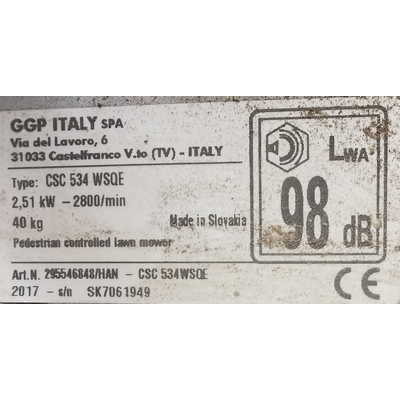 GGP ITALY SPA
Via del Lavoro, 6
31033 Castelfranco V.to (TV) - ITALY
Type: CSC 534 WSQE
2,51 kW -2800/min
40 kg
Made in Slovakia
Pedestrian controlled lawn mower
Art.N. 295546848/HAN - CSC 534WSQE
2017 - s/n SK7061949
LWA
98 dB
CE